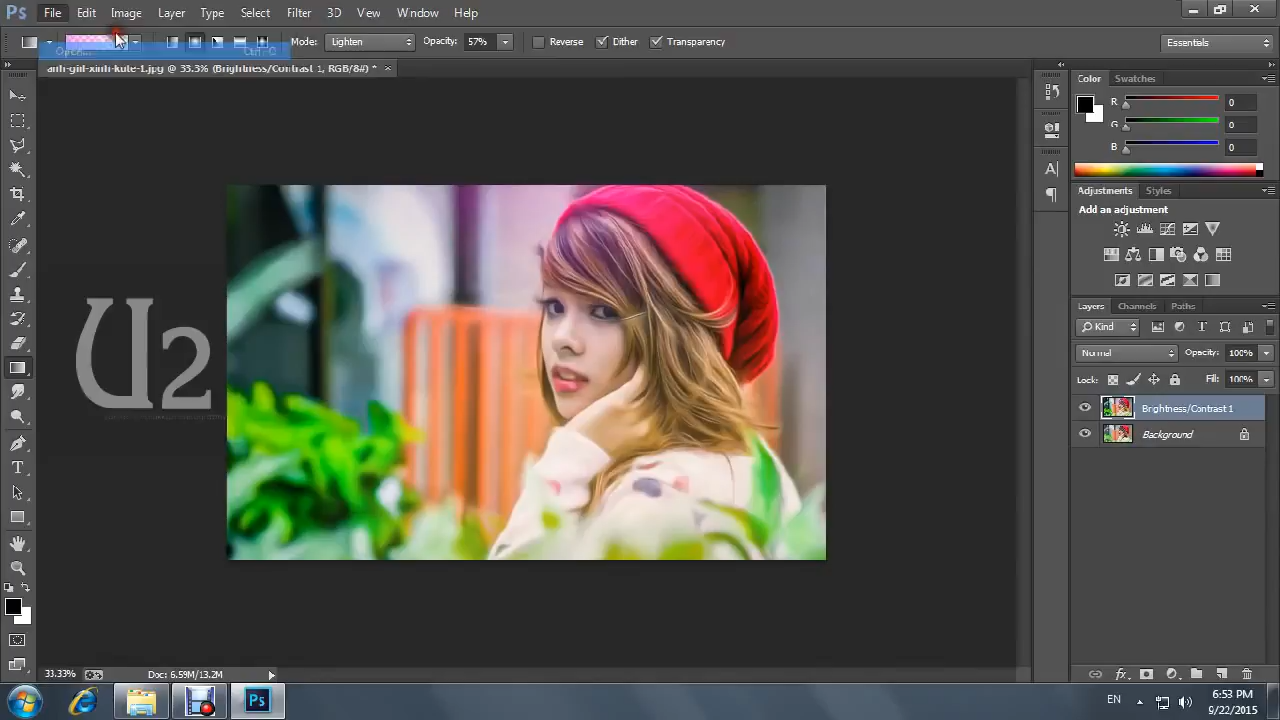 Ps File Edit Image Layer Type Select Filter 3D View Window Help
Mode: Lighten Opacity: 57% Reverse Dither Transparency Essentials
Open...
anh-girl-xinh-kute-1.jpg @ 33.3% (Brightness/Contrast 1, RGB/8#) * ×
Color Swatches
R 0
G 0
B 0
Adjustments Styles
Add an adjustment
Layers Channels Paths
Kind
Normal Opacity: 100%
Lock: Fill: 100%
Brightness/Contrast 1
Background
U2
33.33% Doc: 6.59M/13.2M
Ps
EN
6:53 PM
9/22/2015